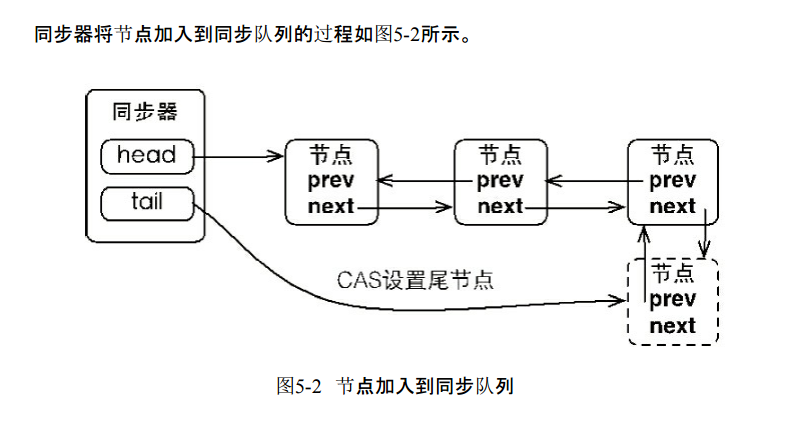 同步器将节点加入到同步队列的过程如图5-2所示。
同步器
head
tail
节点
prev
next
节点
prev
next
节点
prev
next
CAS设置尾节点
节点
prev
next
图5-2 节点加入到同步队列